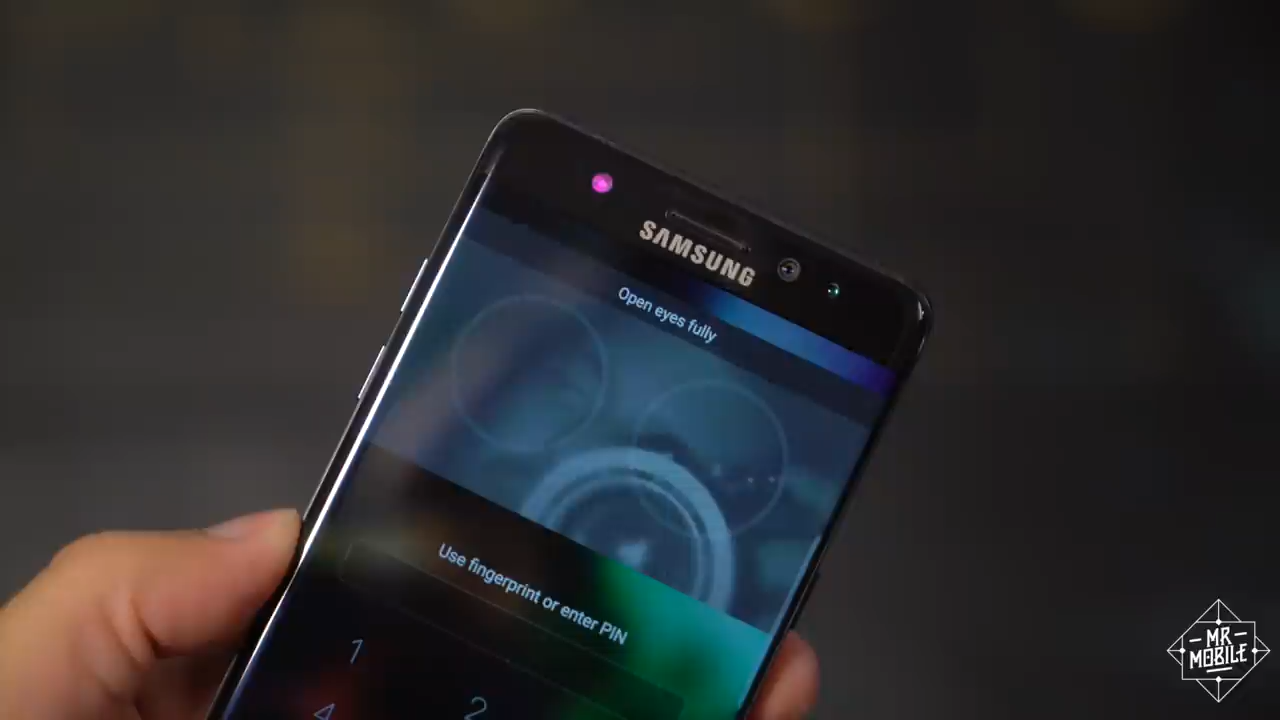 SAMSUNG
Open eyes fully
Use fingerprint or enter PIN
1
2
4
MR
MOBILE